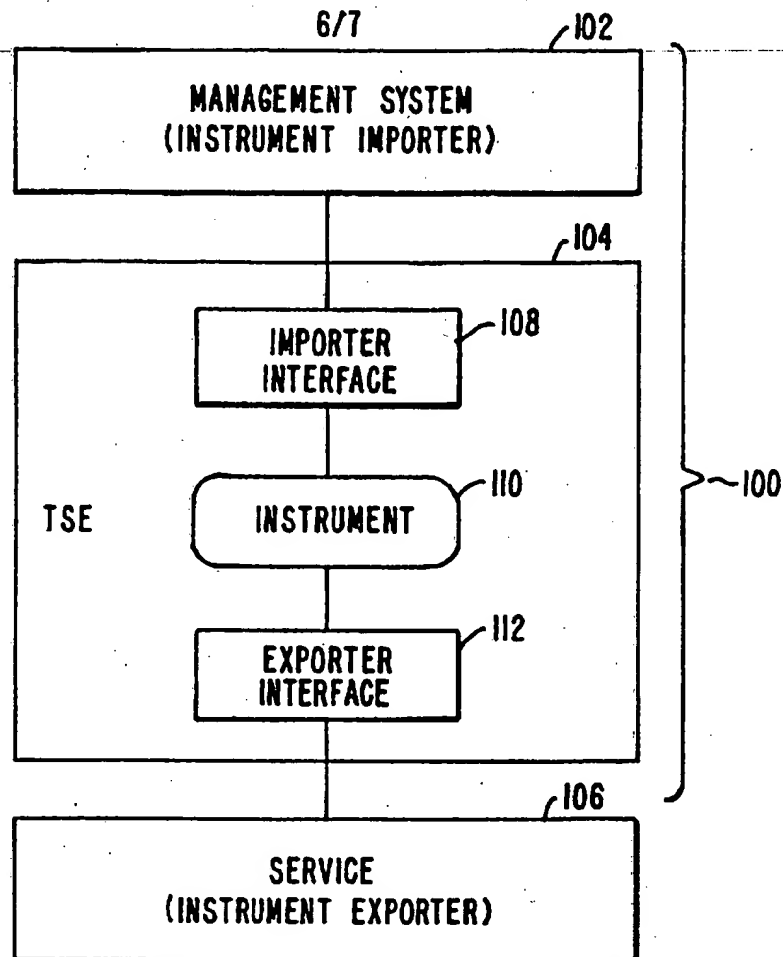 6/7
102
MANAGEMENT SYSTEM
(INSTRUMENT IMPORTER)
104
108
IMPORTER
INTERFACE
110
INSTRUMENT
100
TSE
112
EXPORTER
INTERFACE
106
SERVICE
(INSTRUMENT EXPORTER)